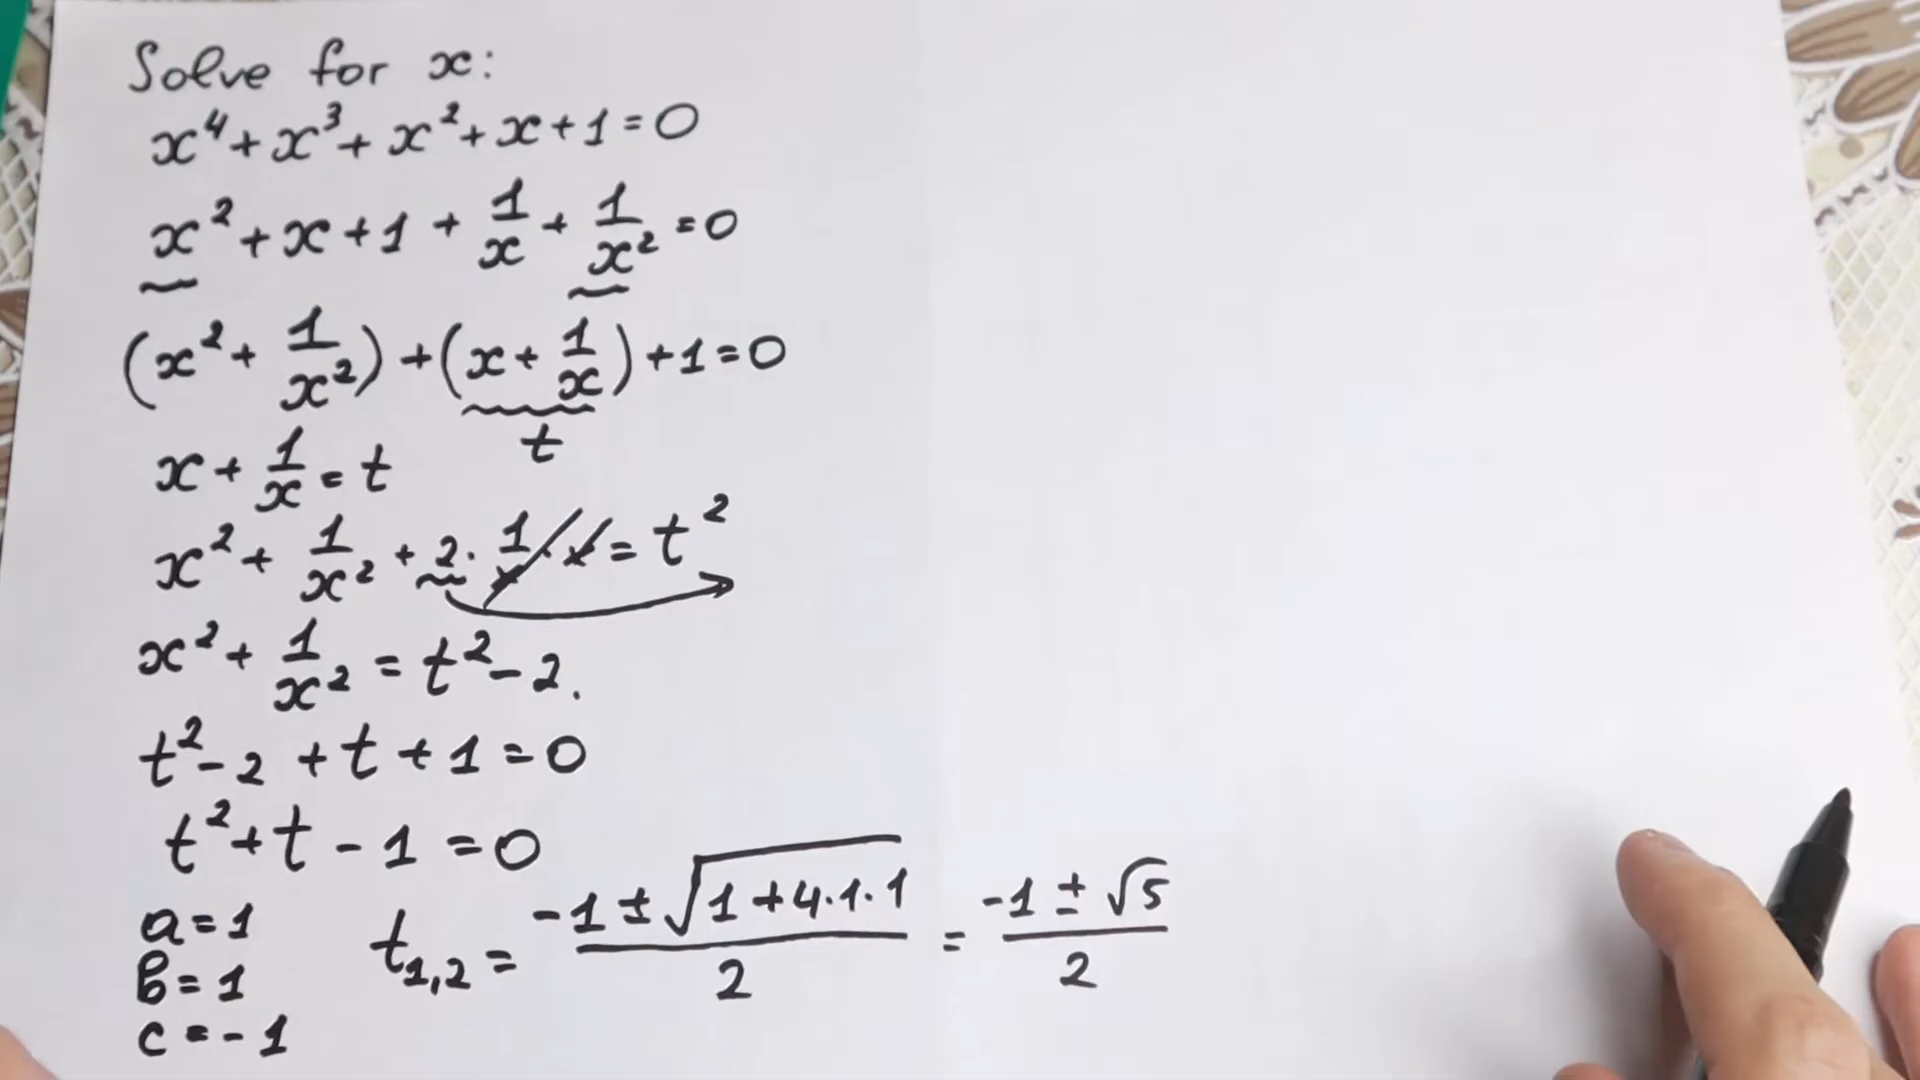 Solve for x:
x⁴+x³+x²+x+1=0
x²+x+1+1/x+1/x²=0
(x²+1/x²)+(x+1/x)+1=0
t
x+1/x=t
x²+1/x²+2·1/x·x=t²
x²+1/x²=t²-2.
t²-2+t+1=0
t²+t-1=0
a=1
b=1
c=-1
t₁,₂=(-1±√(1+4·1·1))/2=(-1±√5)/2